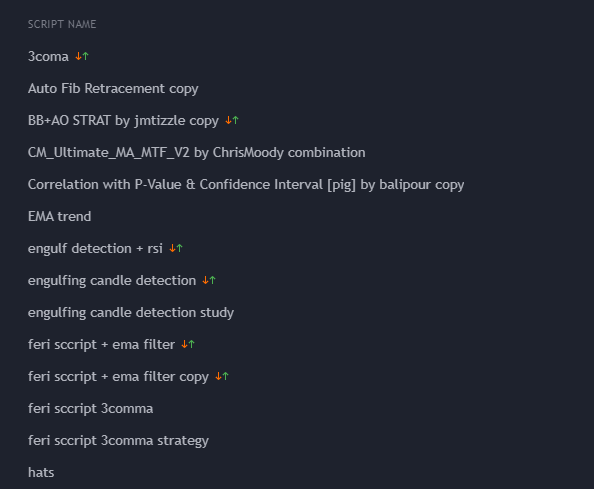 SCRIPT NAME
3coma
Auto Fib Retracement copy
BB+AO STRAT by jmtizzle copy
CM_Ultimate_MA_MTF_V2 by ChrisMoody combination
Correlation with P-Value & Confidence Interval [pig] by balipour copy
EMA trend
engulf detection + rsi
engulfing candle detection
engulfing candle detection study
feri sccript + ema filter
feri sccript + ema filter copy
feri sccript 3comma
feri sccript 3comma strategy
hats